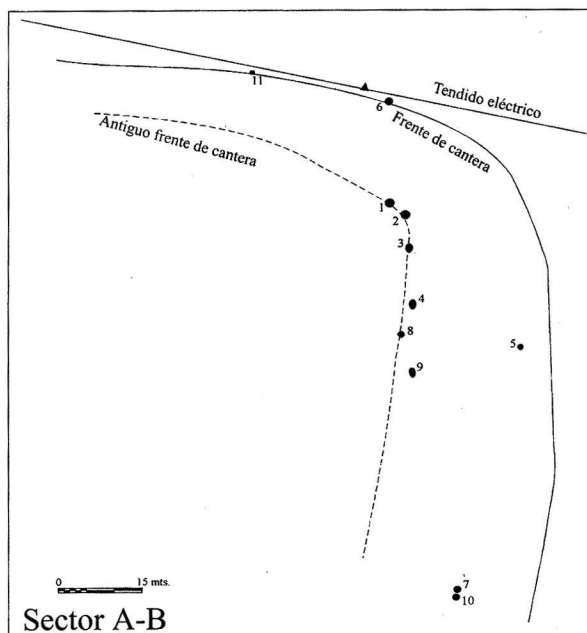 11
Tendido eléctrico
6
Frente de cantera
Antiguo frente de cantera
1
2
3
4
8
5
9
7
10
0 15 mts.
Sector A-B